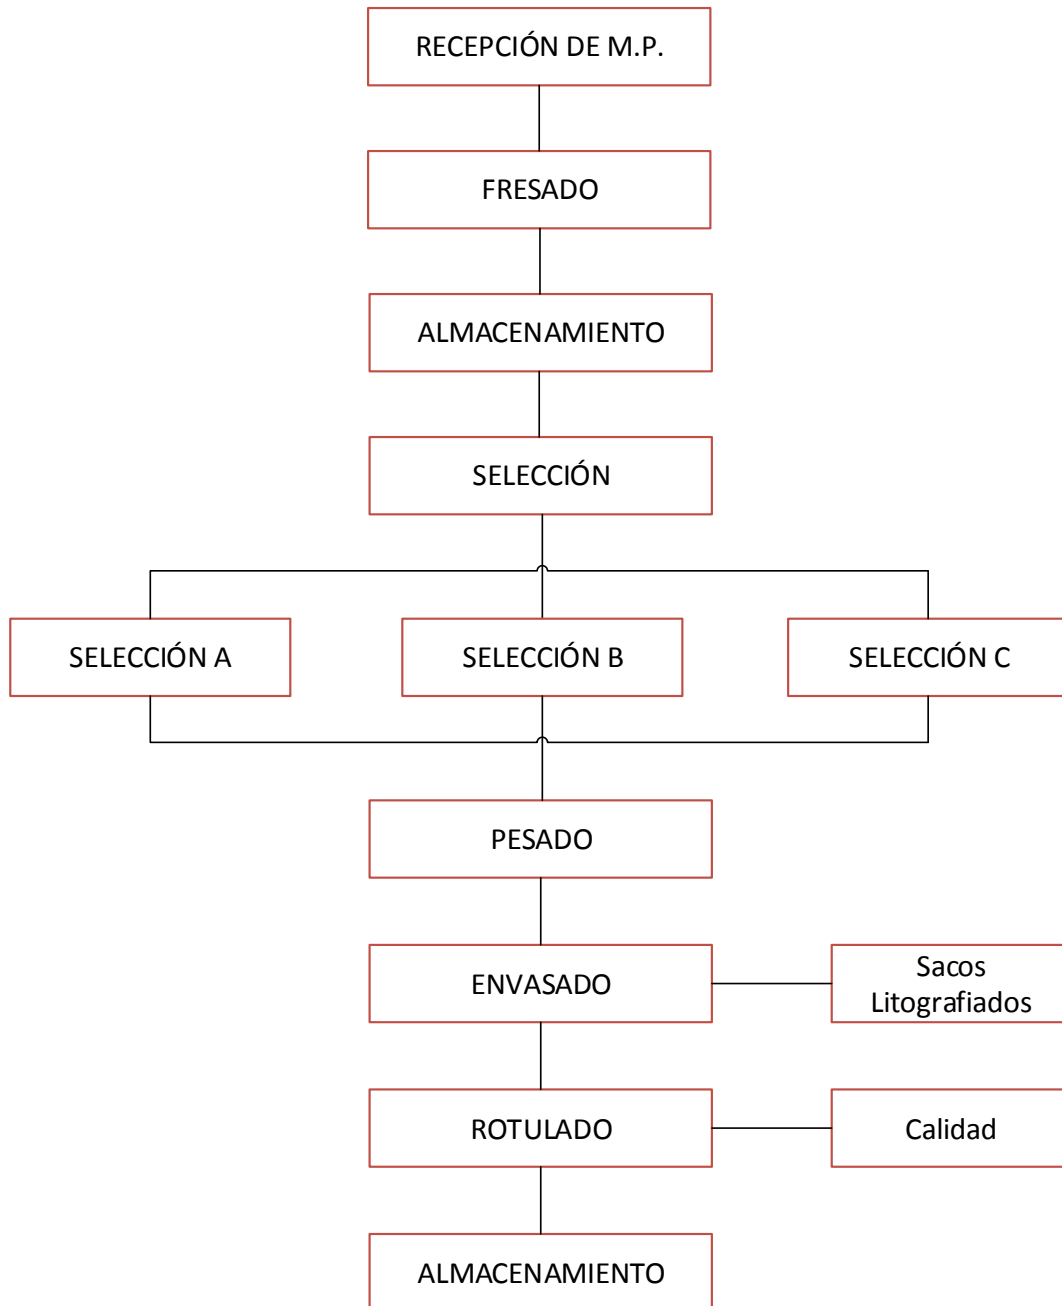 RECEPCIÓN DE M.P.
FRESADO
ALMACENAMIENTO
SELECCIÓN
SELECCIÓN A
SELECCIÓN B
SELECCIÓN C
PESADO
ENVASADO
Sacos
Litografiados
ROTULADO
Calidad
ALMACENAMIENTO